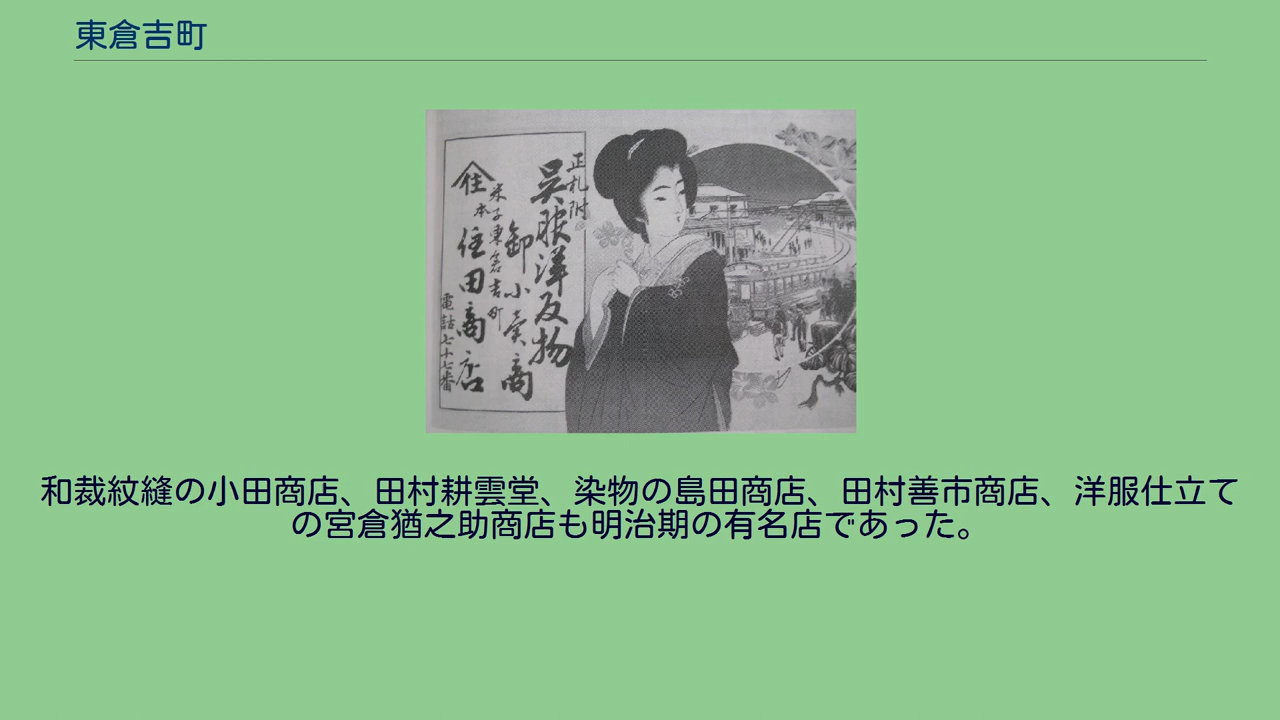 東倉吉町
正札附
呉服洋反物
卸小売商
米子東倉吉町
住
本
住田商店
電話七十七番
和裁紋縫の小田商店、田村耕雲堂、染物の島田商店、田村善市商店、洋服仕立て
の宮倉猶之助商店も明治期の有名店であった。